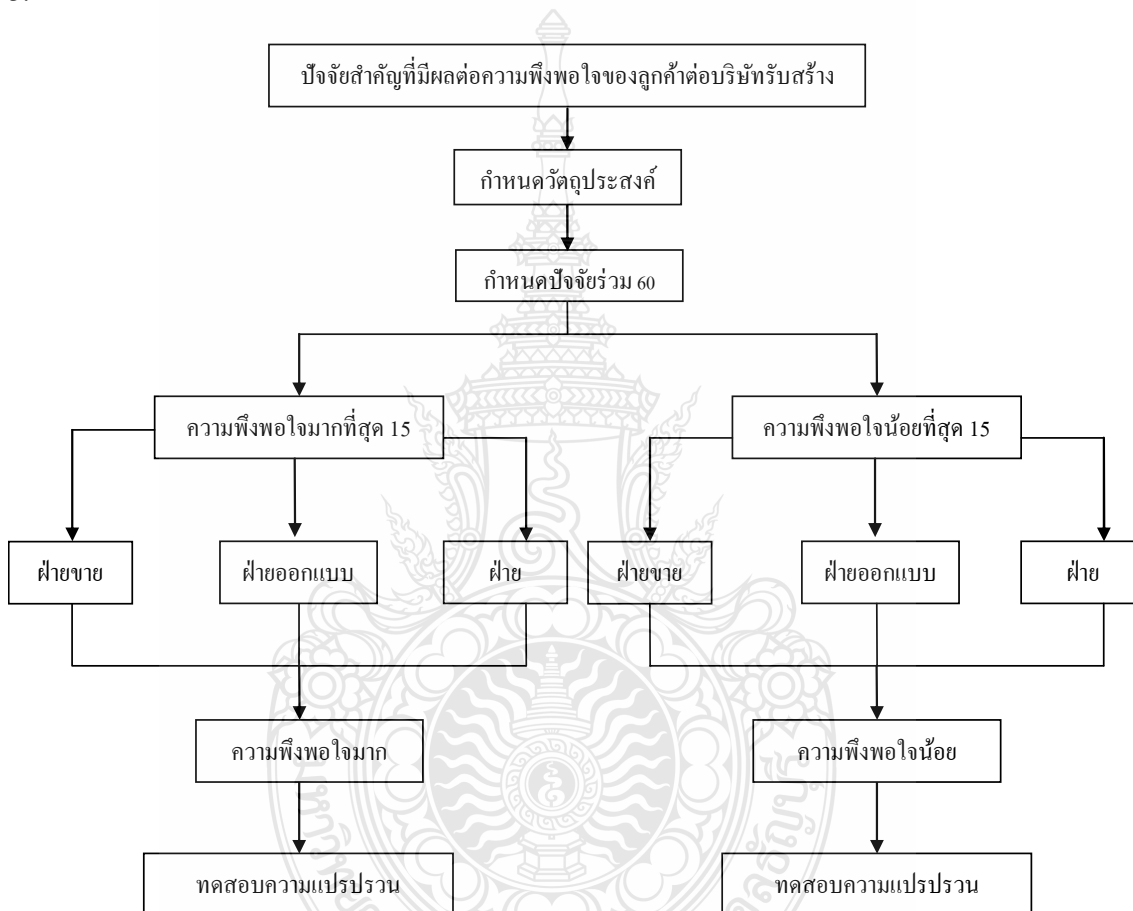 ปัจจัยสำคัญที่มีผลต่อความพึงพอใจของลูกค้าต่อบริษัทรับสร้าง
กำหนดวัตถุประสงค์
กำหนดปัจจัยร่วม 60
ความพึงพอใจมากที่สุด 15
ความพึงพอใจน้อยที่สุด 15
ฝ่ายขาย
ฝ่ายออกแบบ
ฝ่าย
ฝ่ายขาย
ฝ่ายออกแบบ
ฝ่าย
ความพึงพอใจมาก
ความพึงพอใจน้อย
ทดสอบความแปรปรวน
ทดสอบความแปรปรวน